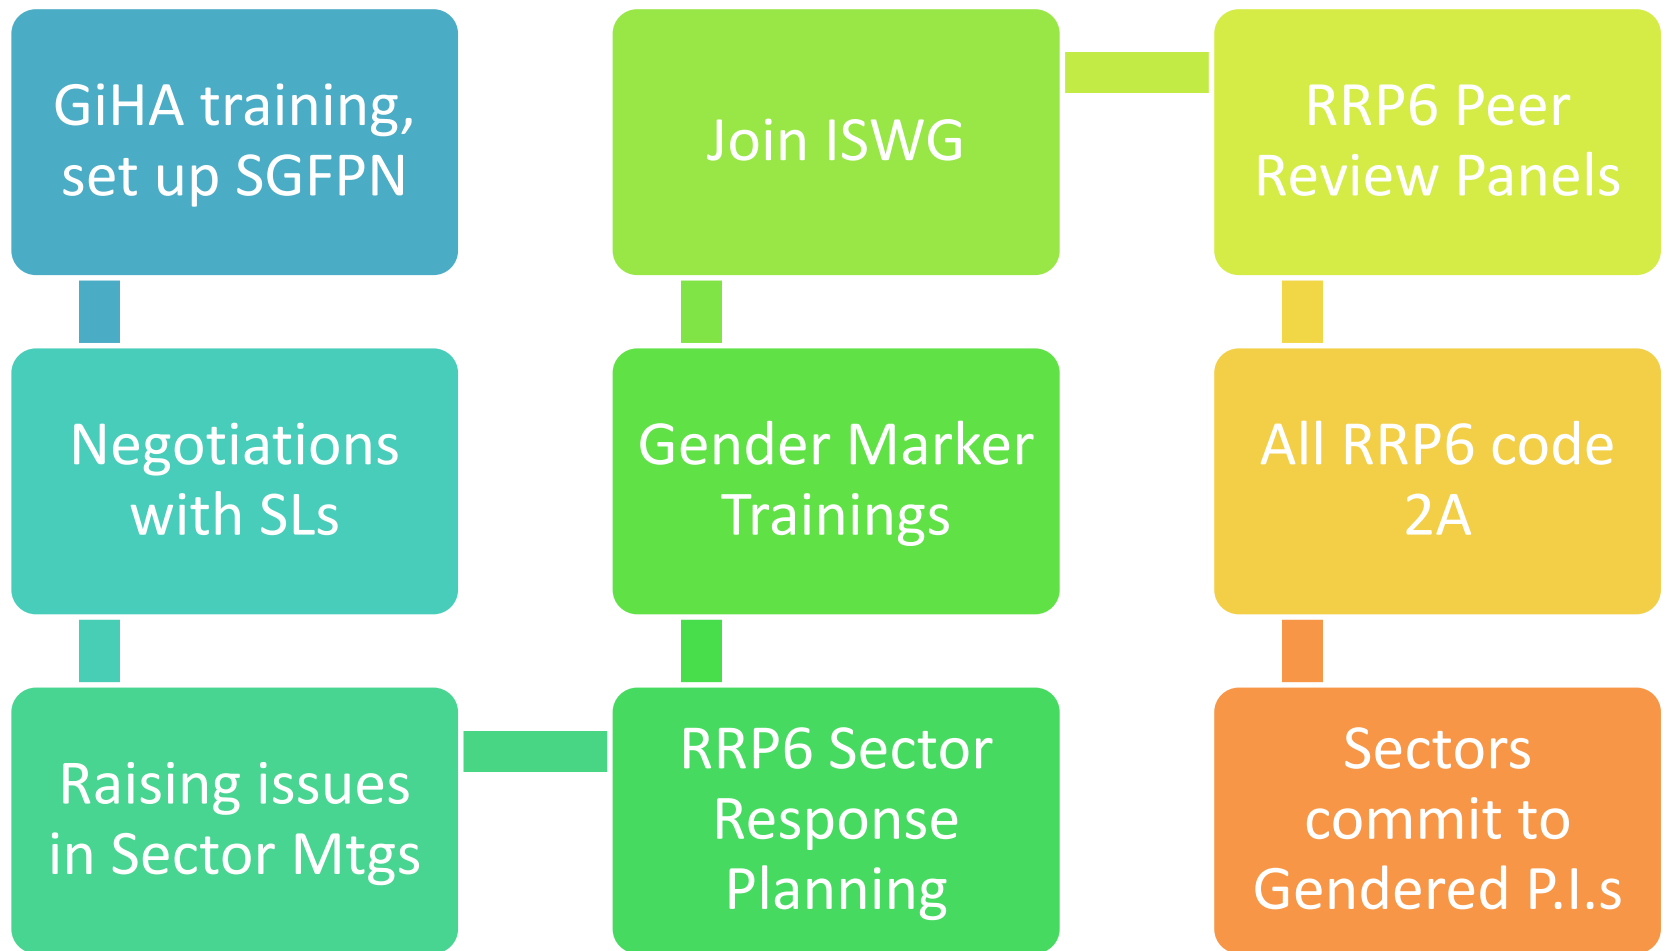 GiHA training,
set up SGFPN
Negotiations
with SLs
Raising issues
in Sector Mtgs
RRP6 Sector
Response
Planning
Gender Marker
Trainings
Join ISWG
RRP6 Peer
Review Panels
All RRP6 code
2A
Sectors
commit to
Gendered P.I.s